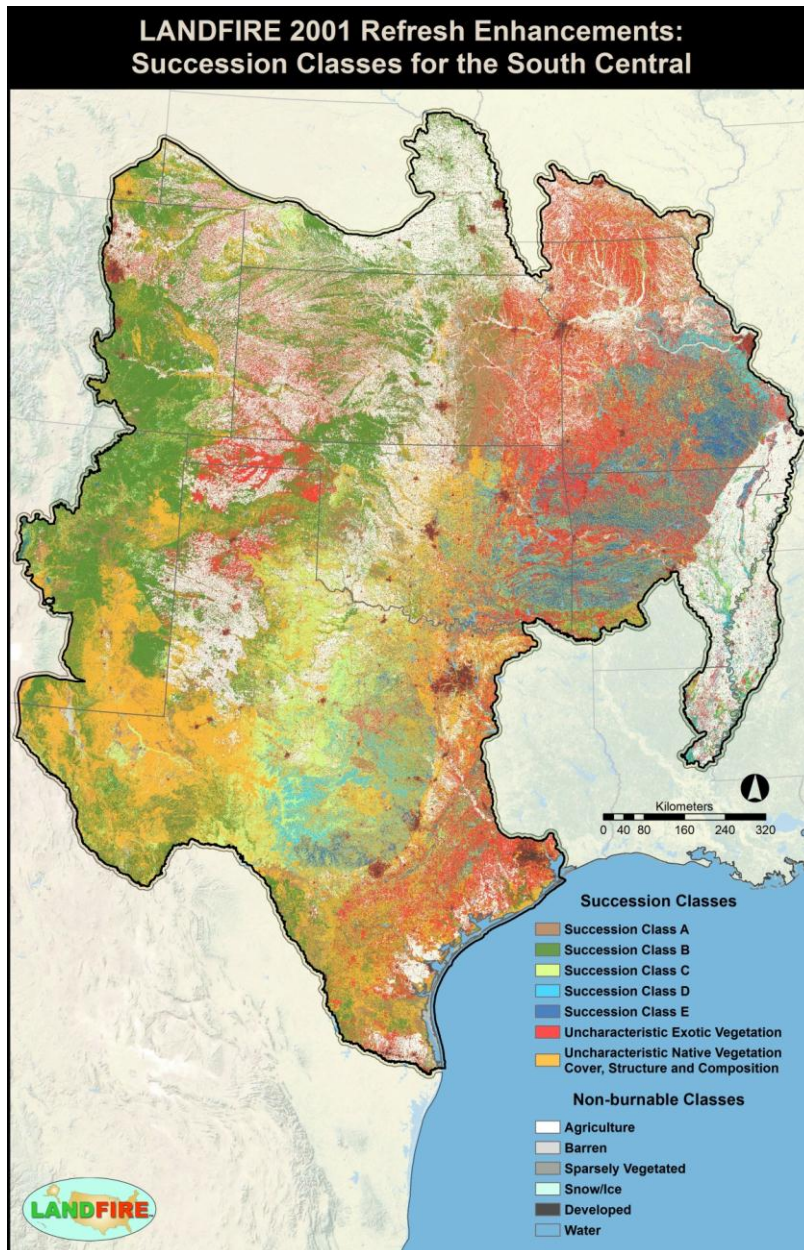 LANDFIRE 2001 Refresh Enhancements:
Succession Classes for the South Central
Kilometers
0 40 80 160 240 320
Succession Classes
Succession Class A
Succession Class B
Succession Class C
Succession Class D
Succession Class E
Uncharacteristic Exotic Vegetation
Uncharacteristic Native Vegetation
Cover, Structure and Composition
Non-burnable Classes
Agriculture
Barren
Sparsely Vegetated
Snow/Ice
Developed
Water
LANDFIRE